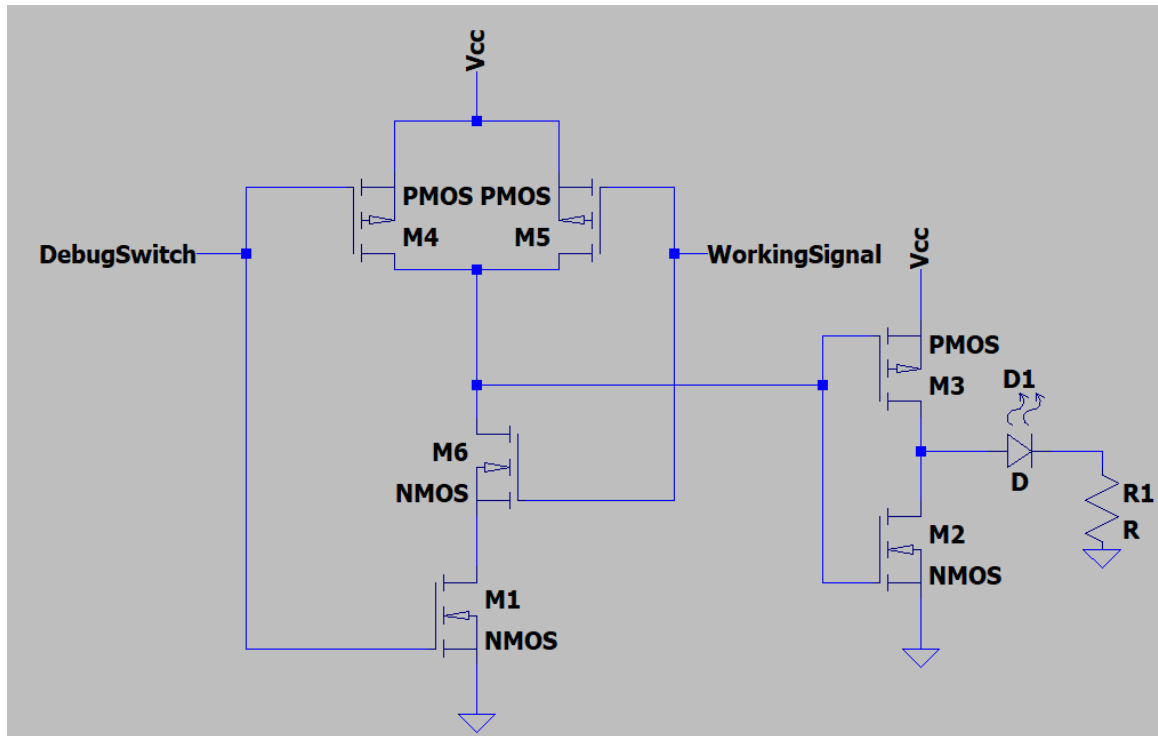 Vcc
PMOS PMOS
M4 M5
DebugSwitch
WorkingSignal
Vcc
PMOS
M3
D1
M6
D
NMOS
R1
R
M2
NMOS
M1
NMOS